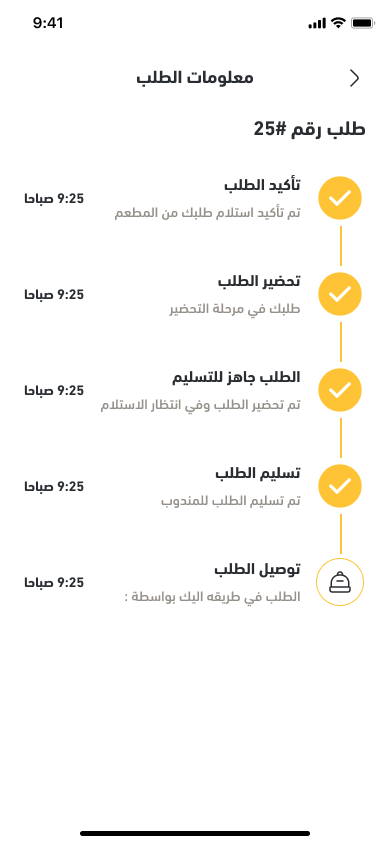 9:41
معلومات الطلب
طلب رقم #25
تأكيد الطلب
تم تأكيد استلام طلبك من المطعم
9:25 صباحا
تحضير الطلب
طلبك في مرحلة التحضير
9:25 صباحا
الطلب جاهز للتسليم
تم تحضير الطلب وفي انتظار الاستلام
9:25 صباحا
تسليم الطلب
تم تسليم الطلب للمندوب
9:25 صباحا
توصيل الطلب
الطلب في طريقه اليك بواسطة :
9:25 صباحا